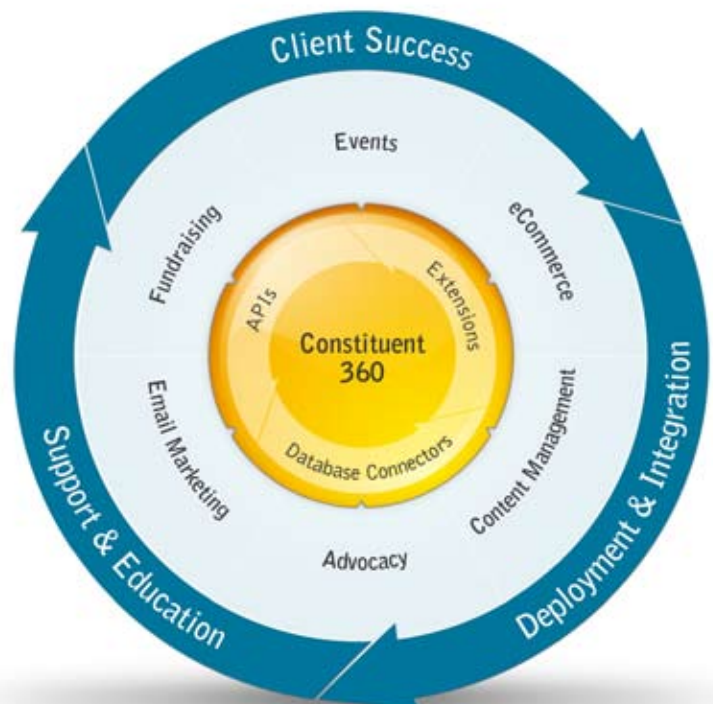 Client Success
Events
eCommerce
Fundraising
APIs
Extensions
Constituent
360
Database Connectors
Email Marketing
Content Management
Advocacy
Support & Education
Deployment & Integration